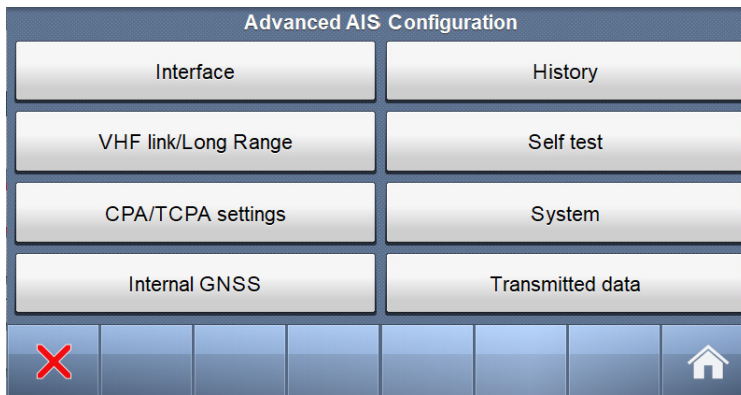 Advanced AIS Configuration
Interface
History
VHF link/Long Range
Self test
CPA/TCPA settings
System
Internal GNSS
Transmitted data